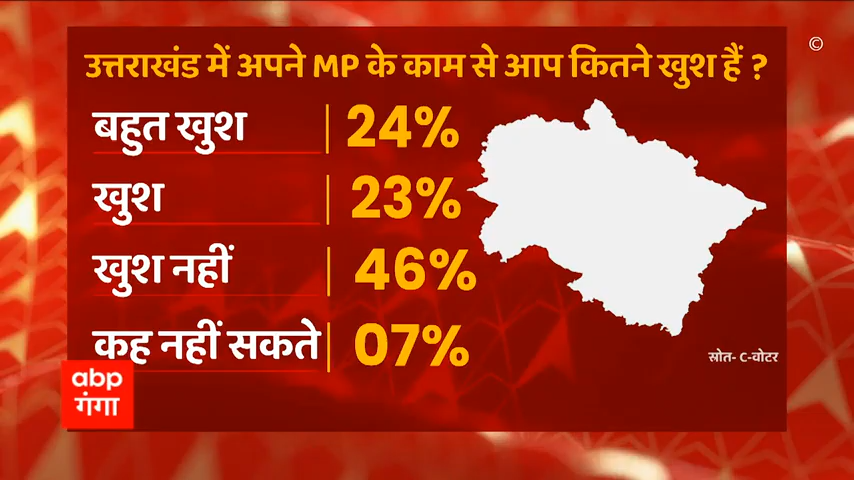 ©
उत्तराखंड में अपने MP के काम से आप कितने खुश हैं ?
बहुत खुश 24%
खुश 23%
खुश नहीं 46%
कह नहीं सकते 07%
सोत- C-वोटर
abp
गंगा